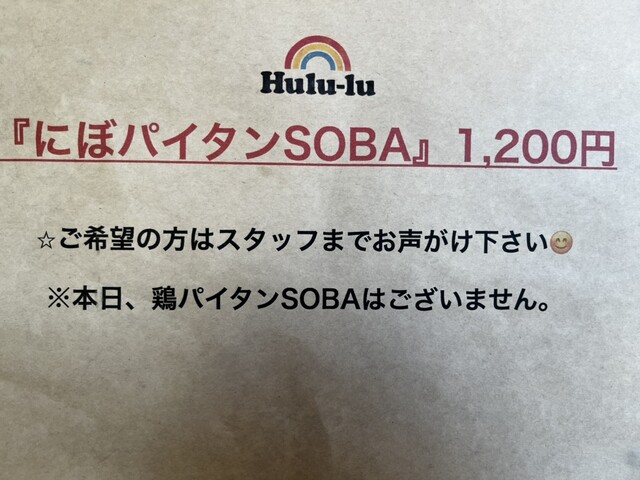 Hulu-lu
『にぼパイタンSOBA』1,200円
☆ご希望の方はスタッフまでお声がけ下さい😊
※本日、鶏パイタンSOBAはございません。